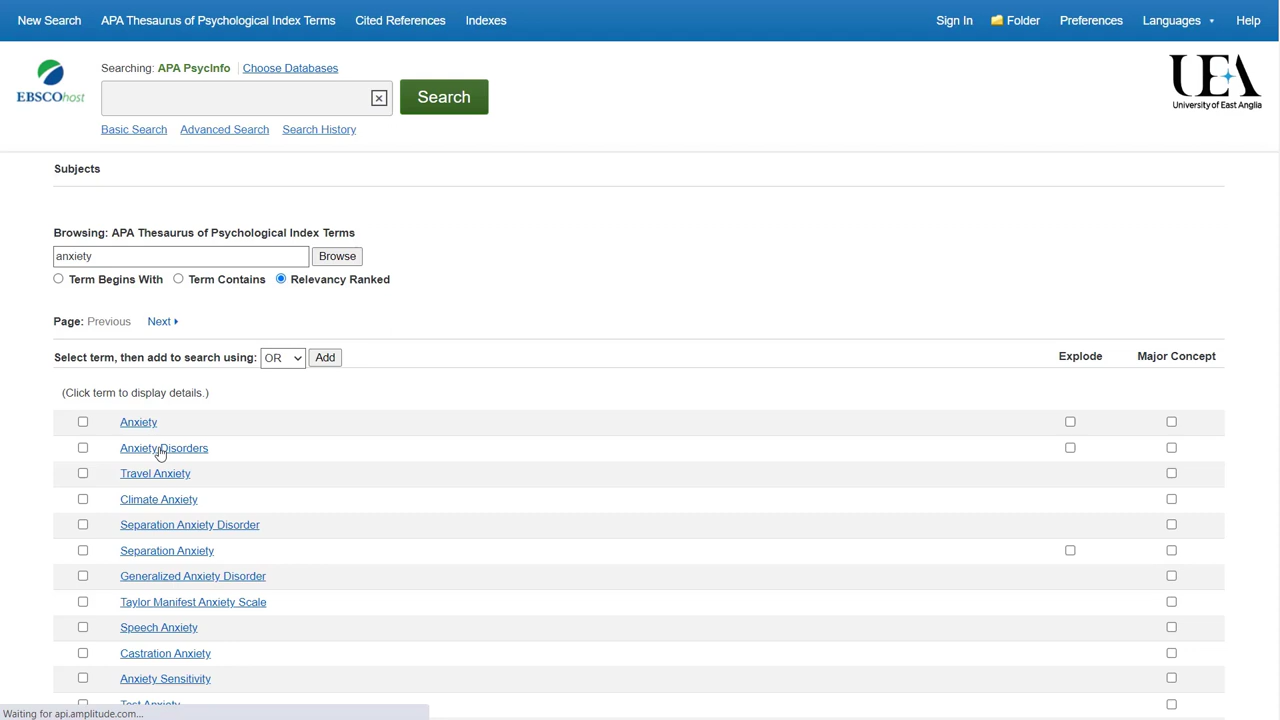 New Search APA Thesaurus of Psychological Index Terms Cited References Indexes Sign In Folder Preferences Languages Help
Searching: APA PsycInfo Choose Databases
EBSCOhost
Search
UEA
University of East Anglia
Basic Search Advanced Search Search History
Subjects
Browsing: APA Thesaurus of Psychological Index Terms
anxiety Browse
Term Begins With Term Contains Relevancy Ranked
Page: Previous Next
Select term, then add to search using: OR Add Explode Major Concept
(Click term to display details.)
Anxiety
Anxiety Disorders
Travel Anxiety
Climate Anxiety
Separation Anxiety Disorder
Separation Anxiety
Generalized Anxiety Disorder
Taylor Manifest Anxiety Scale
Speech Anxiety
Castration Anxiety
Anxiety Sensitivity
Test Anxiety
Waiting for api.amplitude.com...